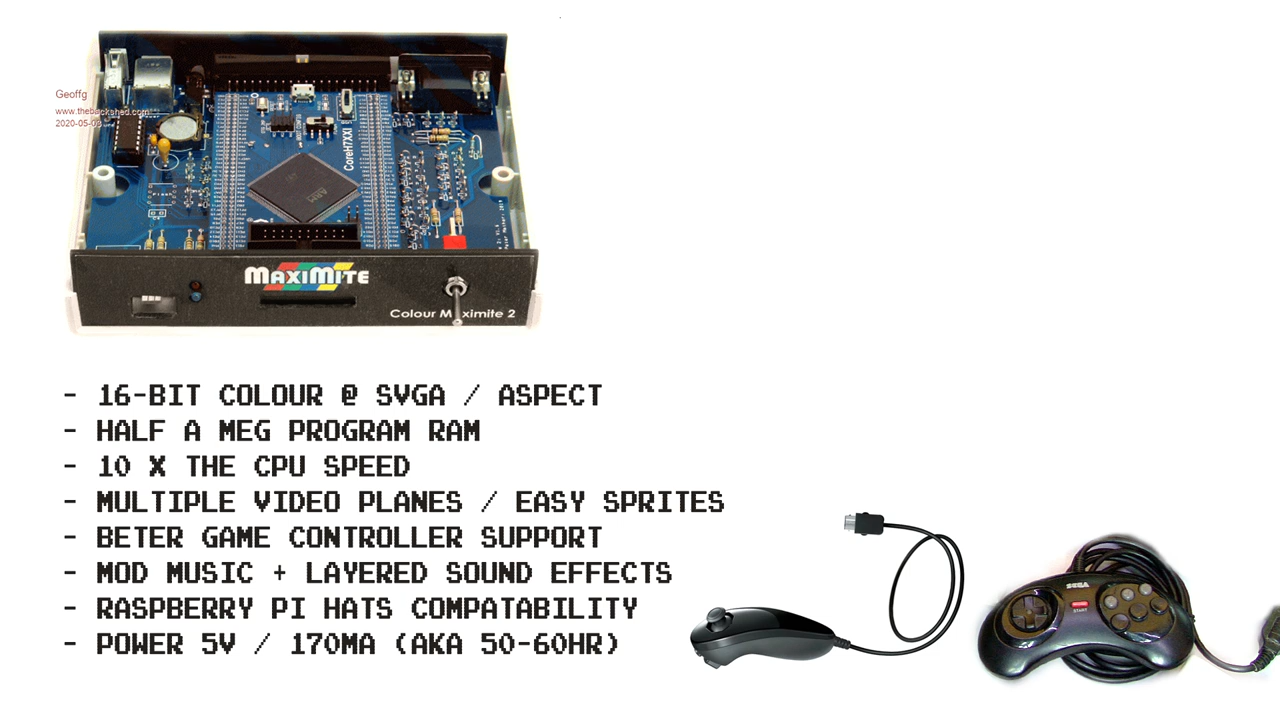 Geoffg
www.thebackshed.com
2020-05-03
CoreH7XXI
ARM
MAXIMITE
Colour Maximite 2
- 16-BIT COLOUR @ SVGA / ASPECT
- HALF A MEG PROGRAM RAM
- 10 X THE CPU SPEED
- MULTIPLE VIDEO PLANES / EASY SPRITES
- BETER GAME CONTROLLER SUPPORT
- MOD MUSIC + LAYERED SOUND EFFECTS
- RASPBERRY PI HATS COMPATABILITY
- POWER 5V / 170MA (AKA 50-60HR)
SEGA
START